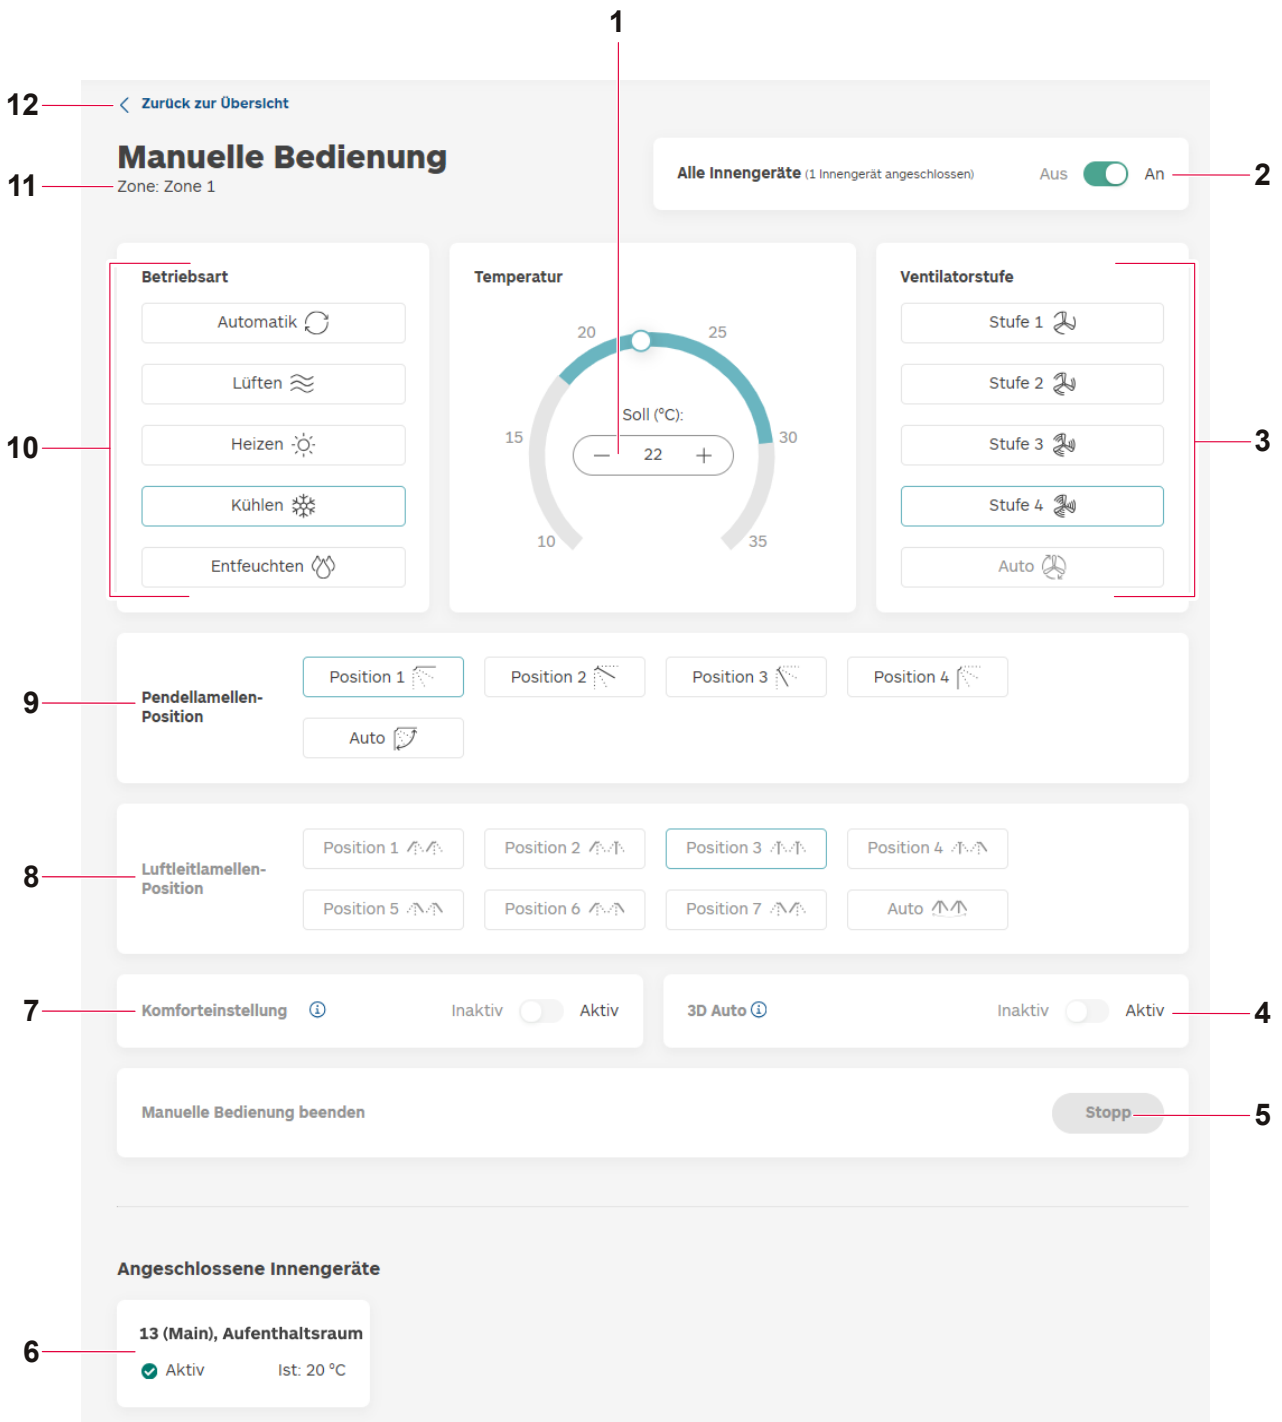 1
12
Zurück zur Übersicht
Manuelle Bedienung
11
Zone: Zone 1
Alle Innengeräte (1 Innengerät angeschlossen)
Aus
An
2
Betriebsart
Automatik
Lüften
Heizen
Kühlen
Entfeuchten
10
Temperatur
20
25
Soll (°C):
15
30
22
10
35
Ventilatorstufe
Stufe 1
Stufe 2
Stufe 3
Stufe 4
Auto
3
9
Pendellamellen-
Position
Position 1
Position 2
Position 3
Position 4
Auto
8
Luftleitlamellen-
Position
Position 1
Position 2
Position 3
Position 4
Position 5
Position 6
Position 7
Auto
7
Komforteinstellung
Inaktiv
Aktiv
3D Auto
Inaktiv
Aktiv
4
Manuelle Bedienung beenden
Stopp
5
Angeschlossene Innengeräte
6
13 (Main), Aufenthaltsraum
Aktiv
Ist: 20 °C